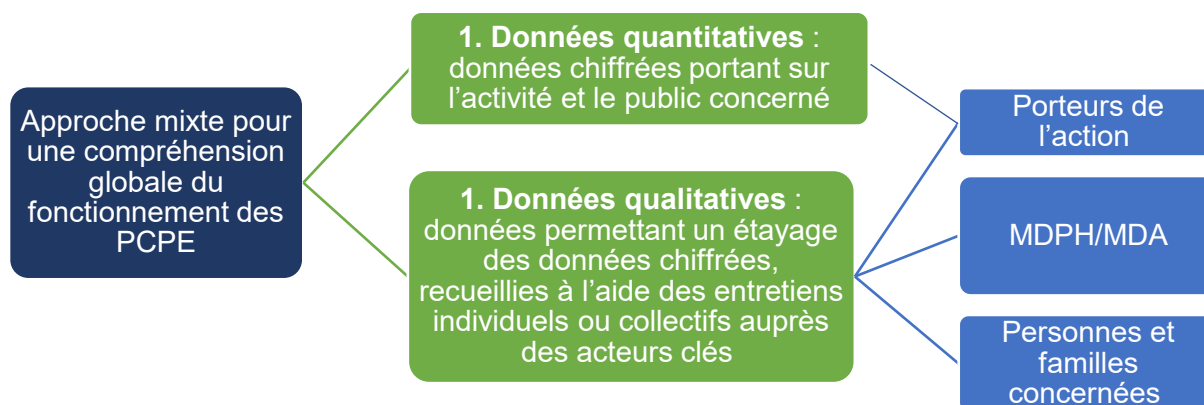 Approche mixte pour
une compréhension
globale du
fonctionnement des
PCPE
1. Données quantitatives :
données chiffrées portant sur
l'activité et le public concerné
1. Données qualitatives :
données permettant un étayage
des données chiffrées,
recueillies à l'aide des entretiens
individuels ou collectifs auprès
des acteurs clés
Porteurs de
l'action
MDPH/MDA
Personnes et
familles
concernées